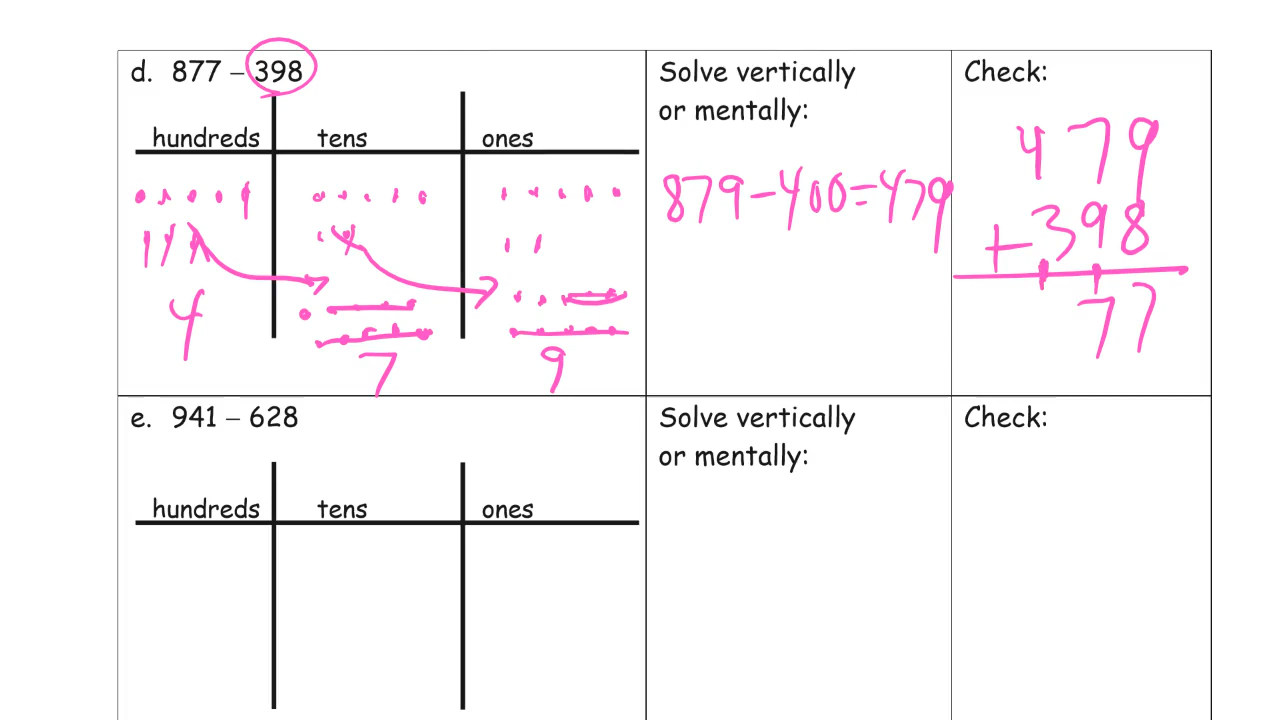 d. 877 – 398
Solve vertically
or mentally:
Check:
hundreds tens ones
879-400=479
479
+398
77
4 7 9
e. 941 – 628
Solve vertically
or mentally:
Check:
hundreds tens ones